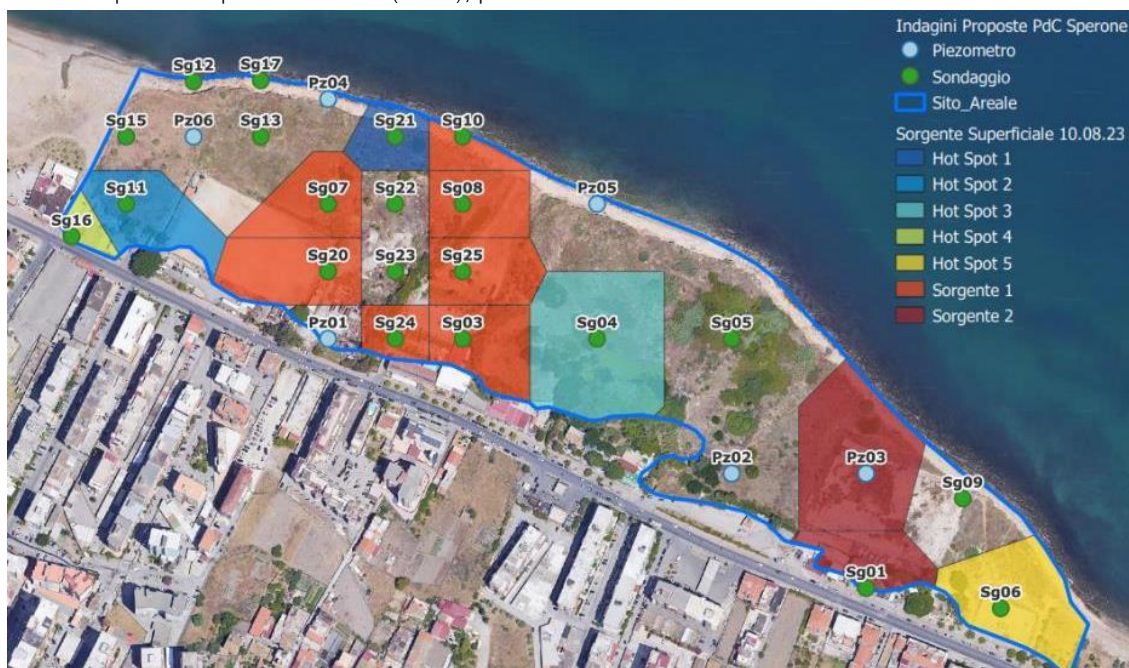 Indagini Proposte PdC Sperone
Piezometro
Sondaggio
Sito_Areale
Sorgente Superficiale 10.08.23
Hot Spot 1
Hot Spot 2
Hot Spot 3
Hot Spot 4
Hot Spot 5
Sorgente 1
Sorgente 2
Sg12
Sg17
Pz04
Sg15
Pz06
Sg13
Sg21
Sg10
Sg11
Sg07
Sg22
Sg08
Pz05
Sg16
Sg20
Sg23
Sg25
Pz01
Sg24
Sg03
Sg04
Sg05
Pz02
Pz03
Sg09
Sg01
Sg06